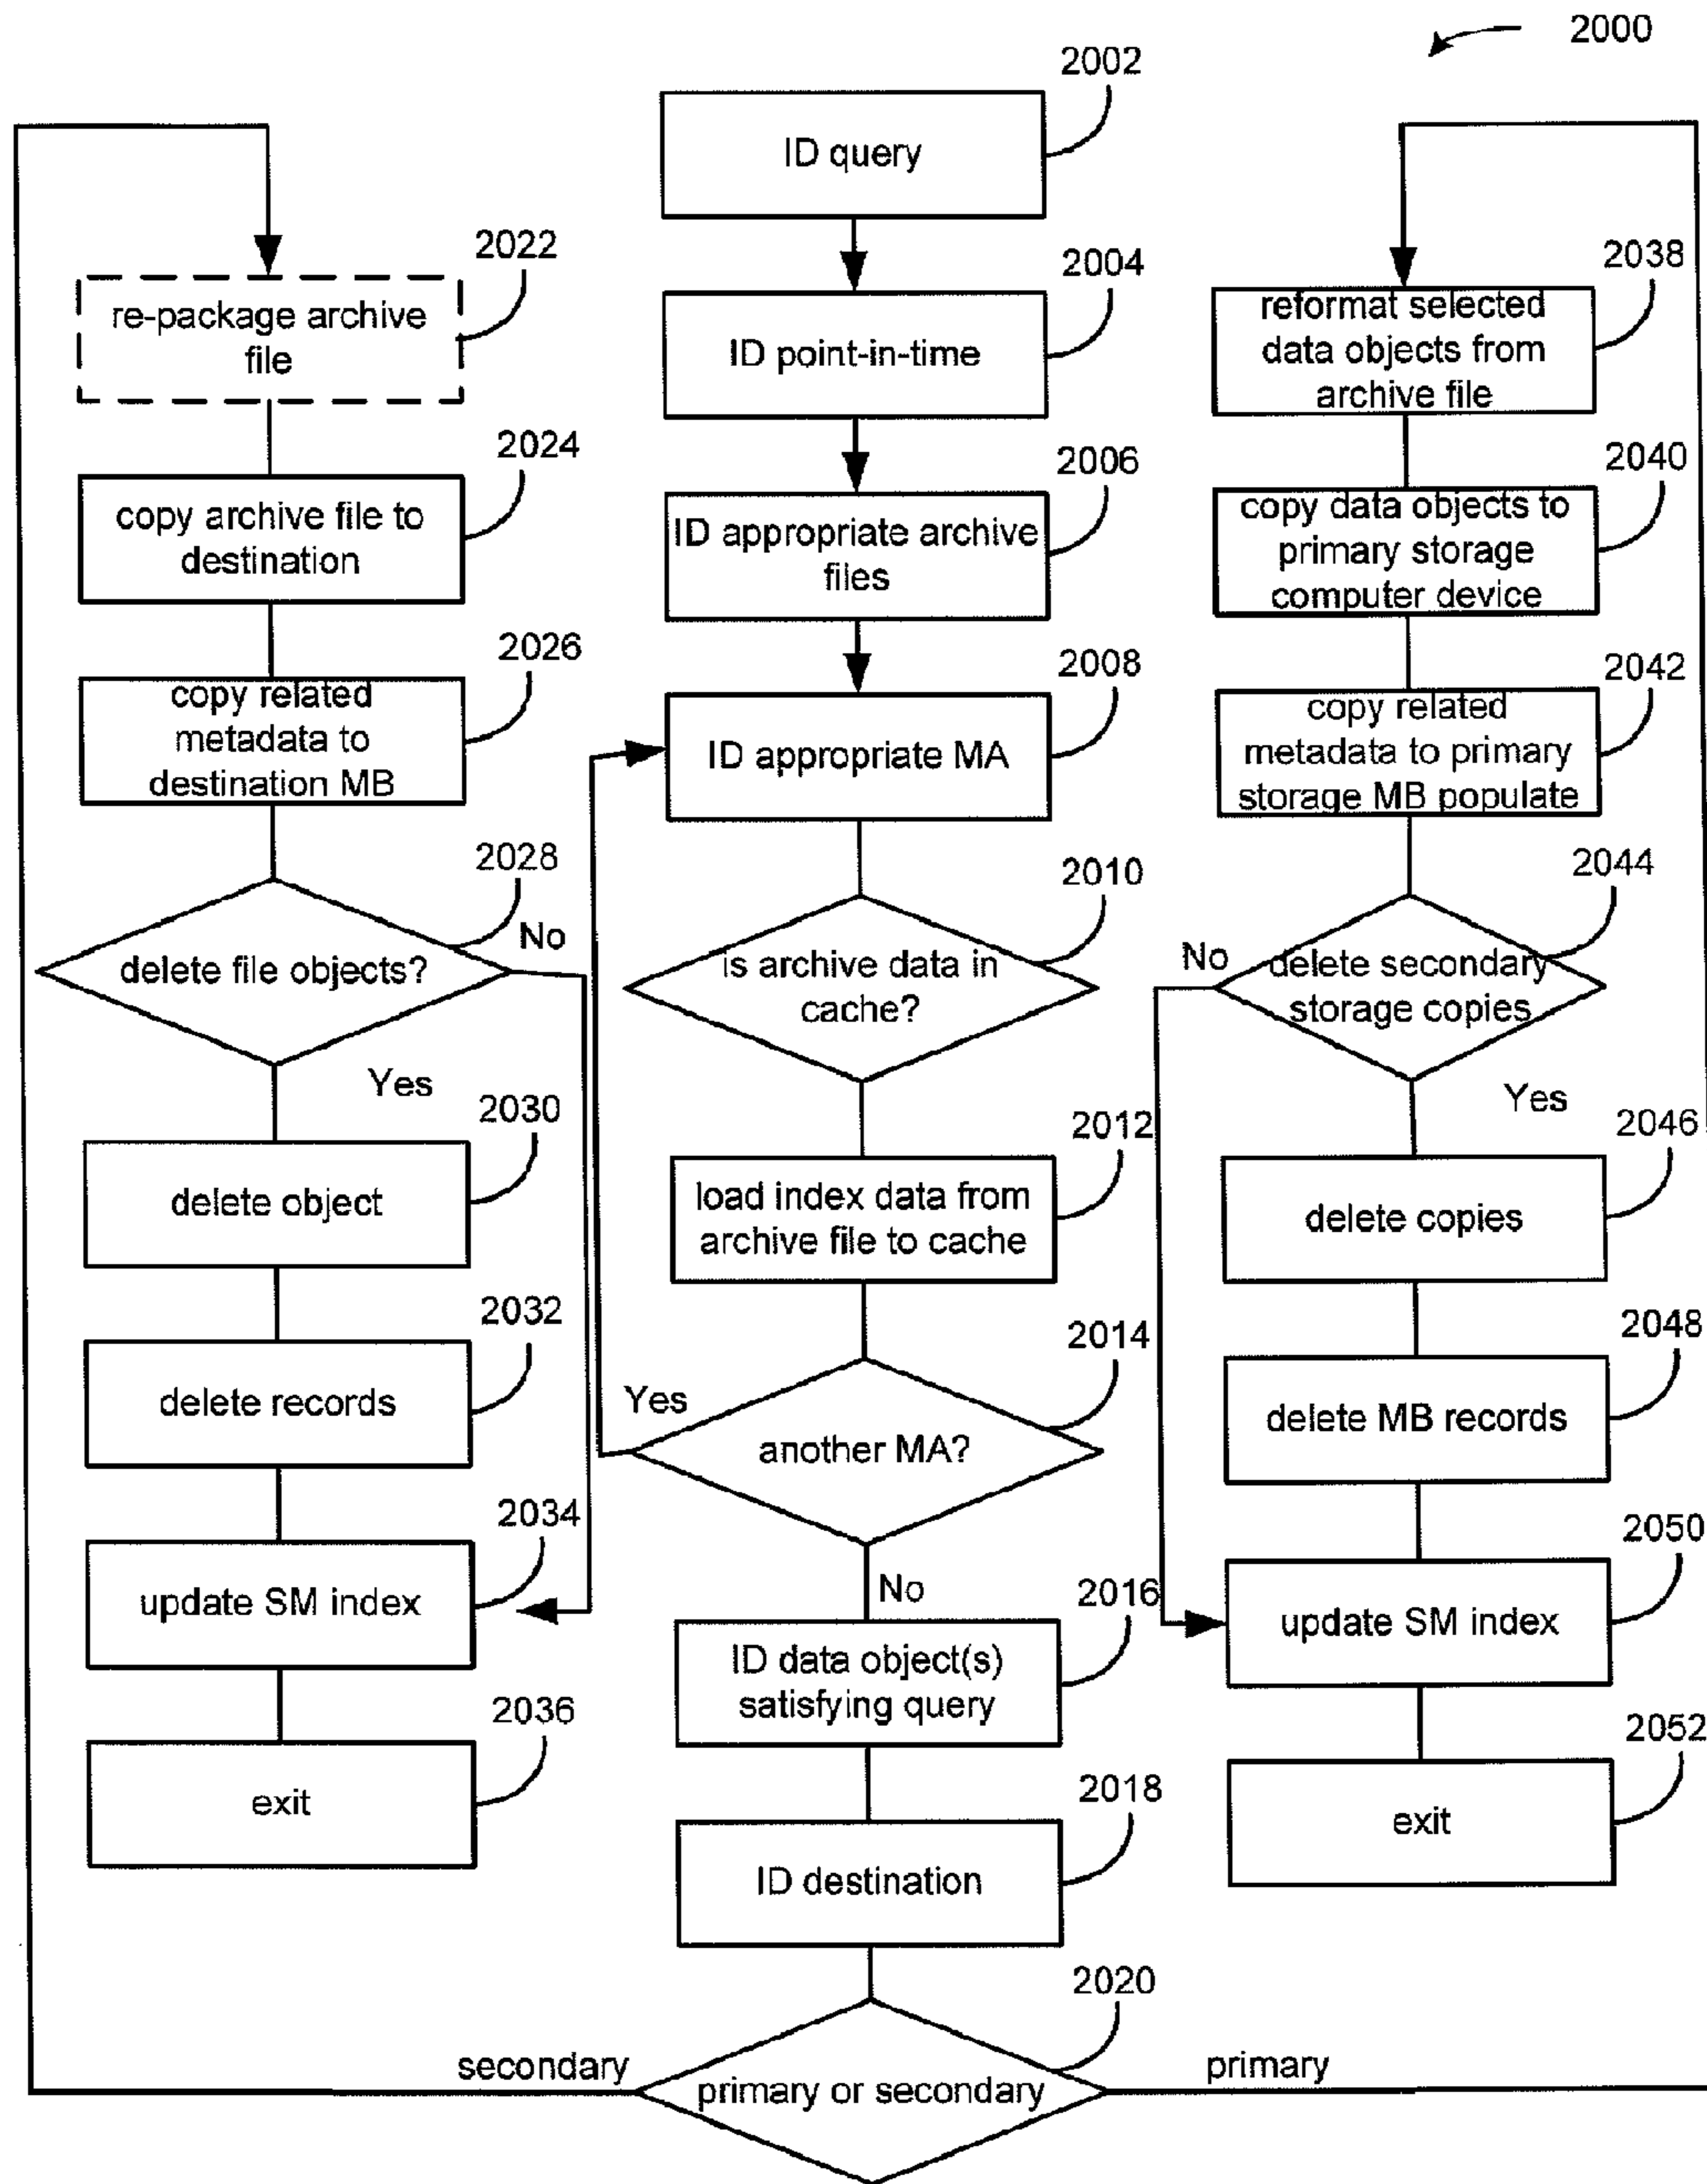 2000
2002
ID query
2004
ID point-in-time
2006
ID appropriate archive
files
2008
ID appropriate MA
2010
is archive data in
cache?
2012
load index data from
archive file to cache
2014
another MA?
Yes
No
2016
ID data object(s)
satisfying query
2018
ID destination
2020
primary or secondary
secondary
primary
2022
re-package archive
file
2024
copy archive file to
destination
2026
copy related
metadata to
destination MB
2028
delete file objects?
No
Yes
2030
delete object
2032
delete records
2034
update SM index
2036
exit
2038
reformat selected
data objects from
archive file
2040
copy data objects to
primary storage
computer device
2042
copy related
metadata to primary
storage MB populate
2044
delete secondary
storage copies
No
Yes
2046
delete copies
2048
delete MB records
2050
update SM index
2052
exit